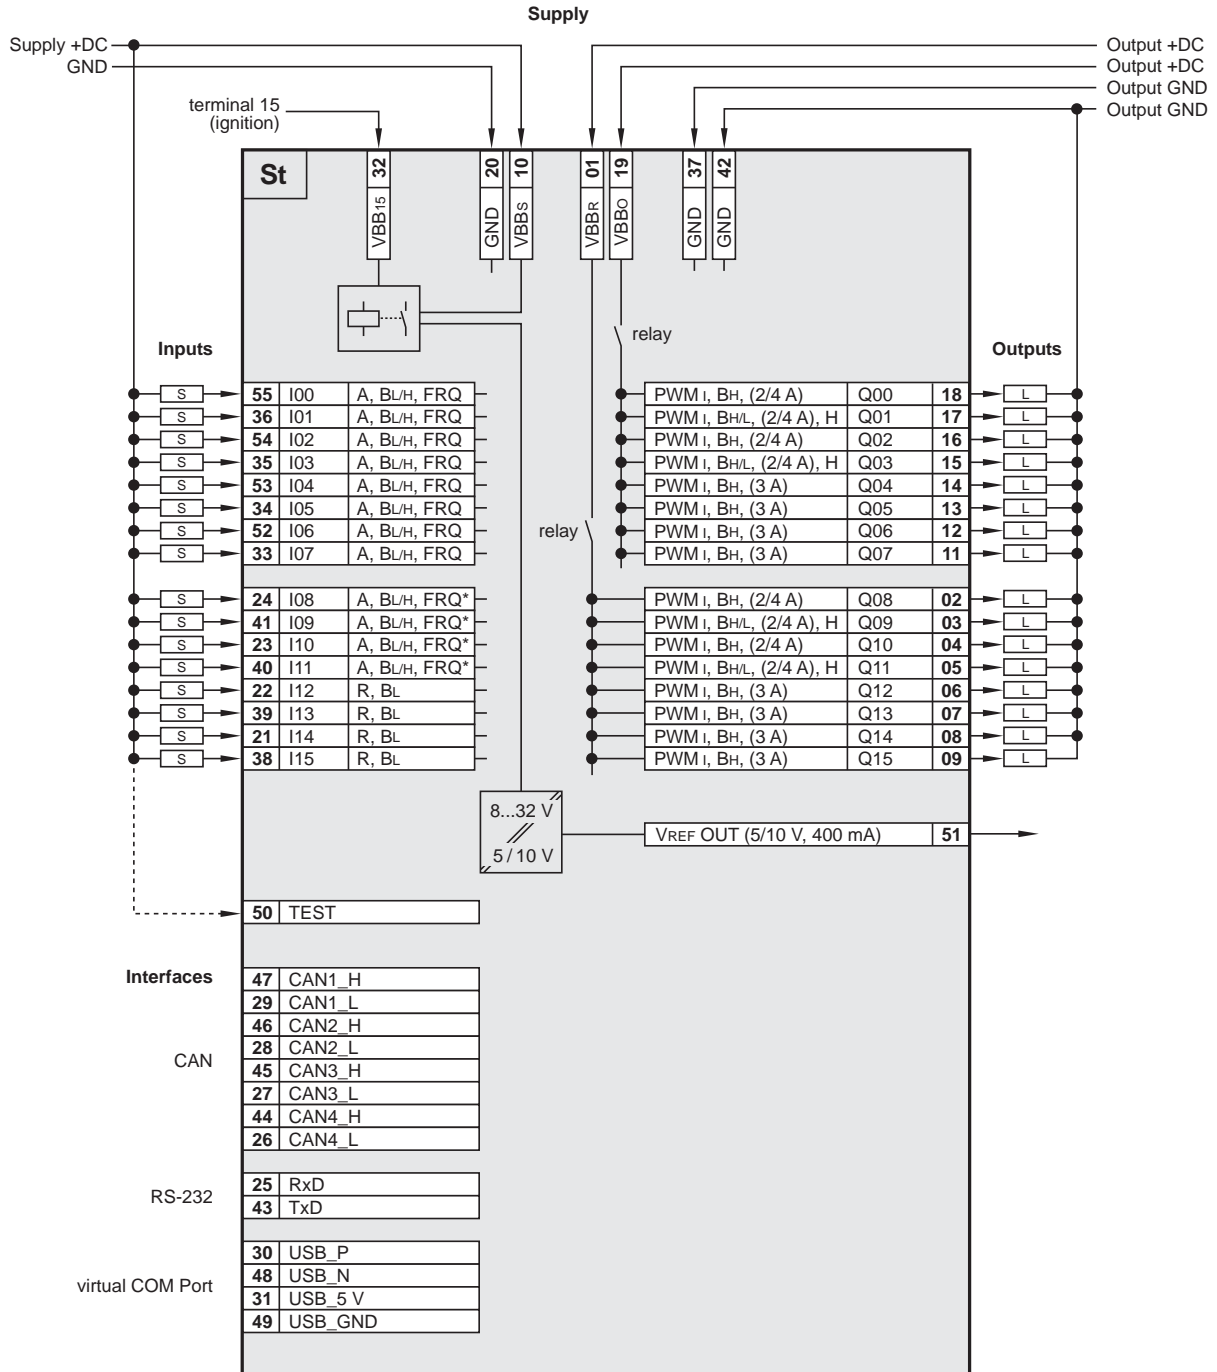 Supply
Supply +DC
GND
Output +DC
Output +DC
Output GND
Output GND
terminal 15
(ignition)
St
32 VBB15
20 GND
10 VBBS
01 VBBR
19 VBBO
37 GND
42 GND
relay
Inputs
Outputs
S 55 I00 A, BL/H, FRQ PWM I, BH, (2/4 A) Q00 18 L
S 36 I01 A, BL/H, FRQ PWM I, BH/L, (2/4 A), H Q01 17 L
S 54 I02 A, BL/H, FRQ PWM I, BH, (2/4 A) Q02 16 L
S 35 I03 A, BL/H, FRQ PWM I, BH/L, (2/4 A), H Q03 15 L
S 53 I04 A, BL/H, FRQ PWM I, BH, (3 A) Q04 14 L
S 34 I05 A, BL/H, FRQ PWM I, BH, (3 A) Q05 13 L
S 52 I06 A, BL/H, FRQ relay PWM I, BH, (3 A) Q06 12 L
S 33 I07 A, BL/H, FRQ PWM I, BH, (3 A) Q07 11 L
S 24 I08 A, BL/H, FRQ* PWM I, BH, (2/4 A) Q08 02 L
S 41 I09 A, BL/H, FRQ* PWM I, BH/L, (2/4 A), H Q09 03 L
S 23 I10 A, BL/H, FRQ* PWM I, BH, (2/4 A) Q10 04 L
S 40 I11 A, BL/H, FRQ* PWM I, BH/L, (2/4 A), H Q11 05 L
S 22 I12 R, BL PWM I, BH, (3 A) Q12 06 L
S 39 I13 R, BL PWM I, BH, (3 A) Q13 07 L
S 21 I14 R, BL PWM I, BH, (3 A) Q14 08 L
S 38 I15 R, BL PWM I, BH, (3 A) Q15 09 L
8...32 V
5 / 10 V
VREF OUT (5/10 V, 400 mA) 51
50 TEST
Interfaces
47 CAN1_H
29 CAN1_L
46 CAN2_H
28 CAN2_L
CAN
45 CAN3_H
27 CAN3_L
44 CAN4_H
26 CAN4_L
RS-232
25 RxD
43 TxD
virtual COM Port
30 USB_P
48 USB_N
31 USB_5 V
49 USB_GND